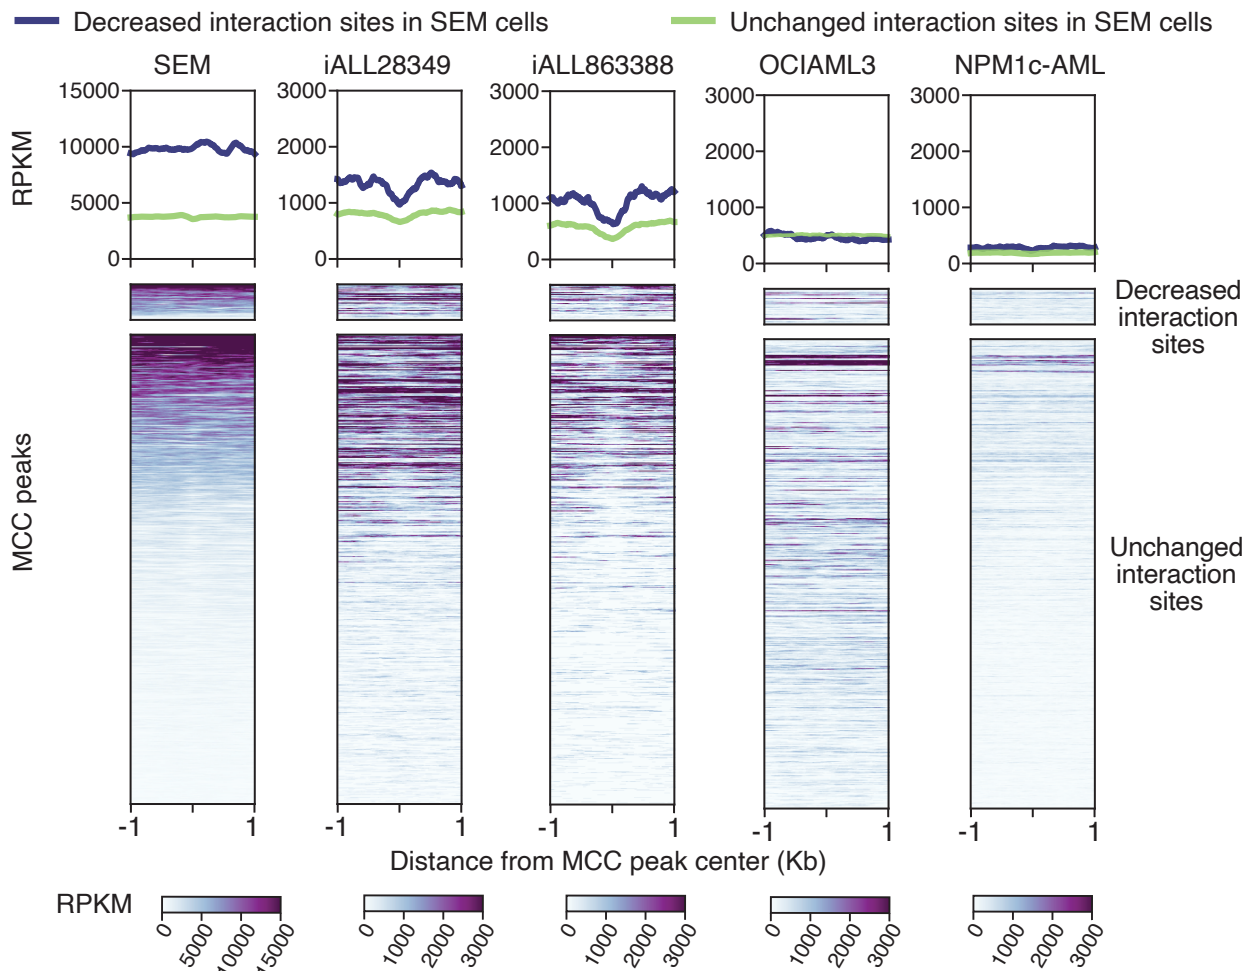 Decreased interaction sites in SEM cells
Unchanged interaction sites in SEM cells
SEM
iALL28349
iALL863388
OCIAML3
NPM1c-AML
RPKM
15000
10000
5000
0
3000
2000
1000
0
3000
2000
1000
0
3000
2000
1000
0
3000
2000
1000
0
Decreased
interaction
sites
MCC peaks
Unchanged
interaction
sites
-1 1
-1 1
-1 1
-1 1
-1 1
Distance from MCC peak center (Kb)
RPKM
0 5000 10000 15000
0 1000 2000 3000
0 1000 2000 3000
0 1000 2000 3000
0 1000 2000 3000